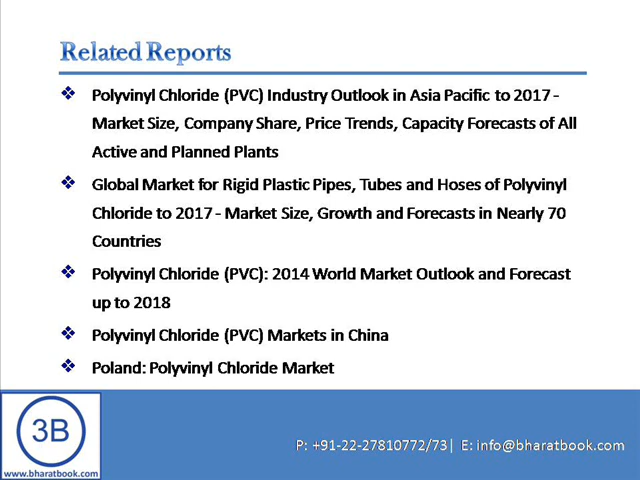 Related Reports
Polyvinyl Chloride (PVC) Industry Outlook in Asia Pacific to 2017 -
Market Size, Company Share, Price Trends, Capacity Forecasts of All
Active and Planned Plants
Global Market for Rigid Plastic Pipes, Tubes and Hoses of Polyvinyl
Chloride to 2017 - Market Size, Growth and Forecasts in Nearly 70
Countries
Polyvinyl Chloride (PVC): 2014 World Market Outlook and Forecast
up to 2018
Polyvinyl Chloride (PVC) Markets in China
Poland: Polyvinyl Chloride Market
3B
www.bharatbook.com
P: +91-22-27810772/73| E: info@bharatbook.com